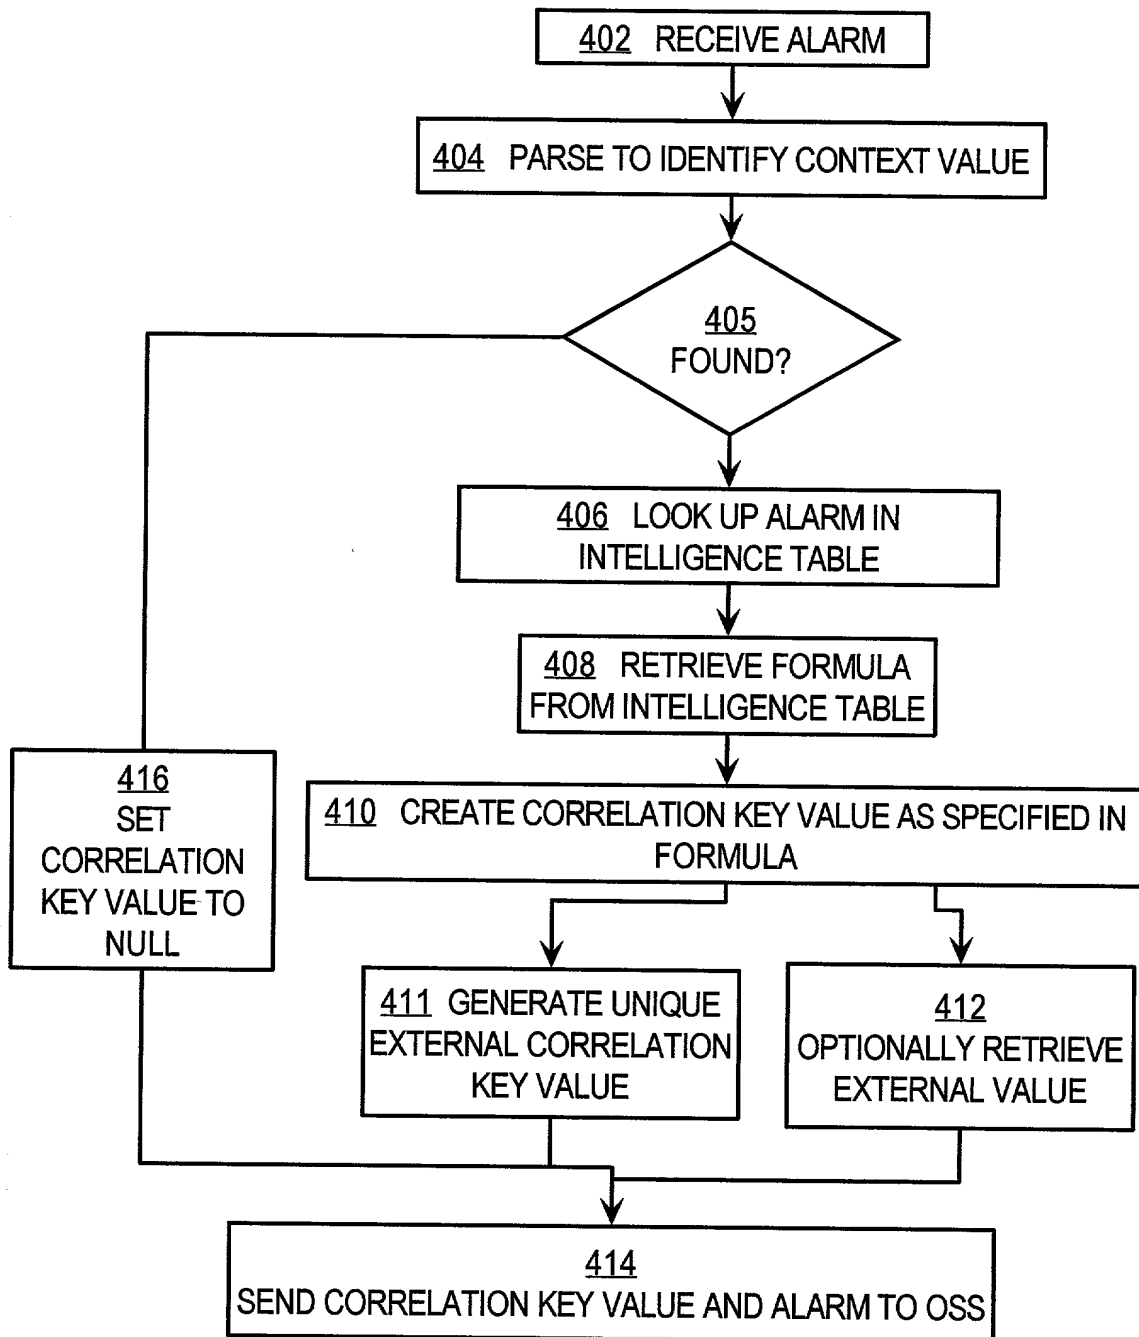 402 RECEIVE ALARM
404 PARSE TO IDENTIFY CONTEXT VALUE
405
FOUND?
406 LOOK UP ALARM IN
INTELLIGENCE TABLE
408 RETRIEVE FORMULA
FROM INTELLIGENCE TABLE
416
SET
CORRELATION
KEY VALUE TO
NULL
410 CREATE CORRELATION KEY VALUE AS SPECIFIED IN
FORMULA
411 GENERATE UNIQUE
EXTERNAL CORRELATION
KEY VALUE
412
OPTIONALLY RETRIEVE
EXTERNAL VALUE
414
SEND CORRELATION KEY VALUE AND ALARM TO OSS